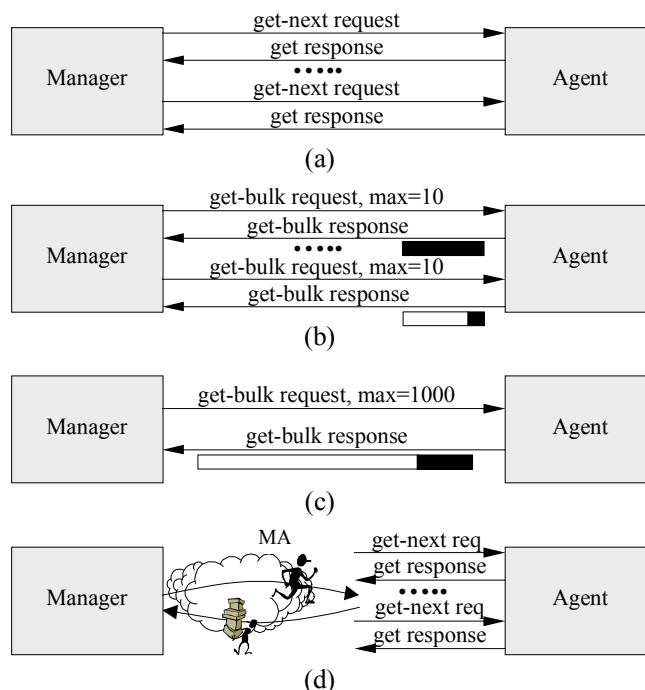 get-next request
get response
Manager
Agent
get-next request
get response
(a)
get-bulk request, max=10
get-bulk response
Manager
Agent
get-bulk request, max=10
get-bulk response
(b)
get-bulk request, max=1000
Manager
Agent
get-bulk response
(c)
MA
get-next req
get response
Manager
Agent
get-next req
get response
(d)